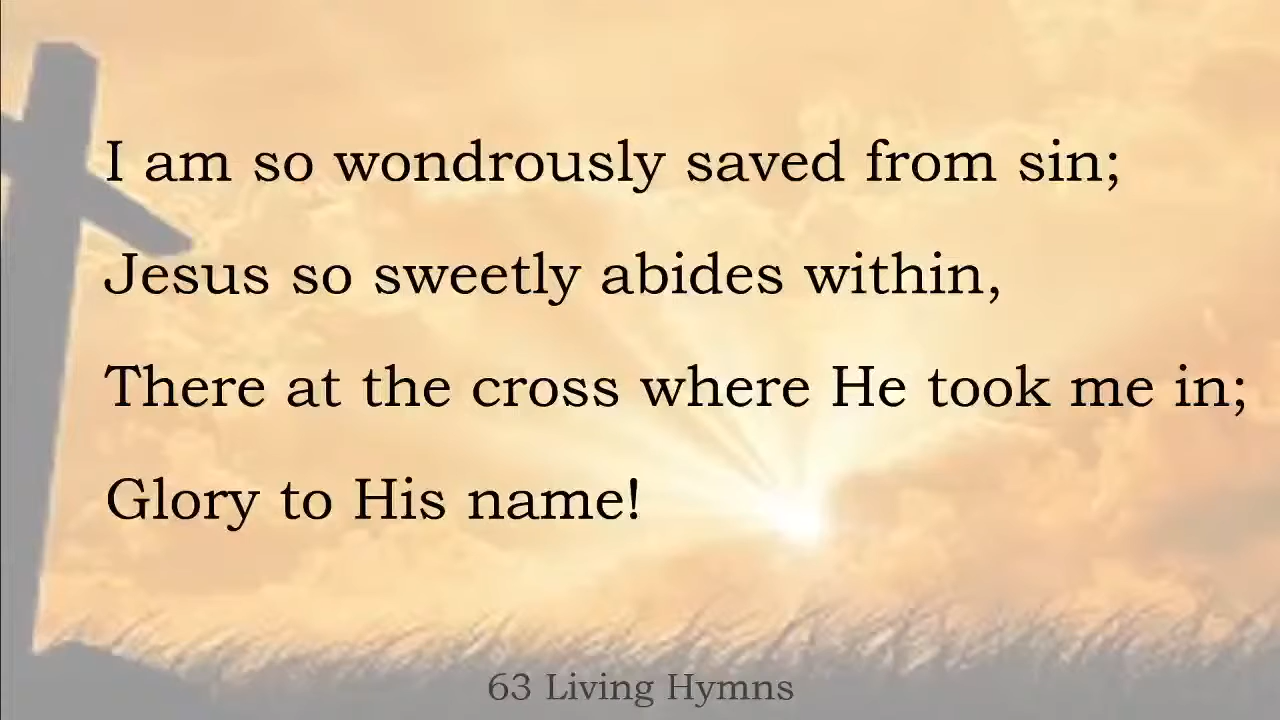 I am so wondrously saved from sin;
Jesus so sweetly abides within,
There at the cross where He took me in;
Glory to His name!
63 Living Hymns